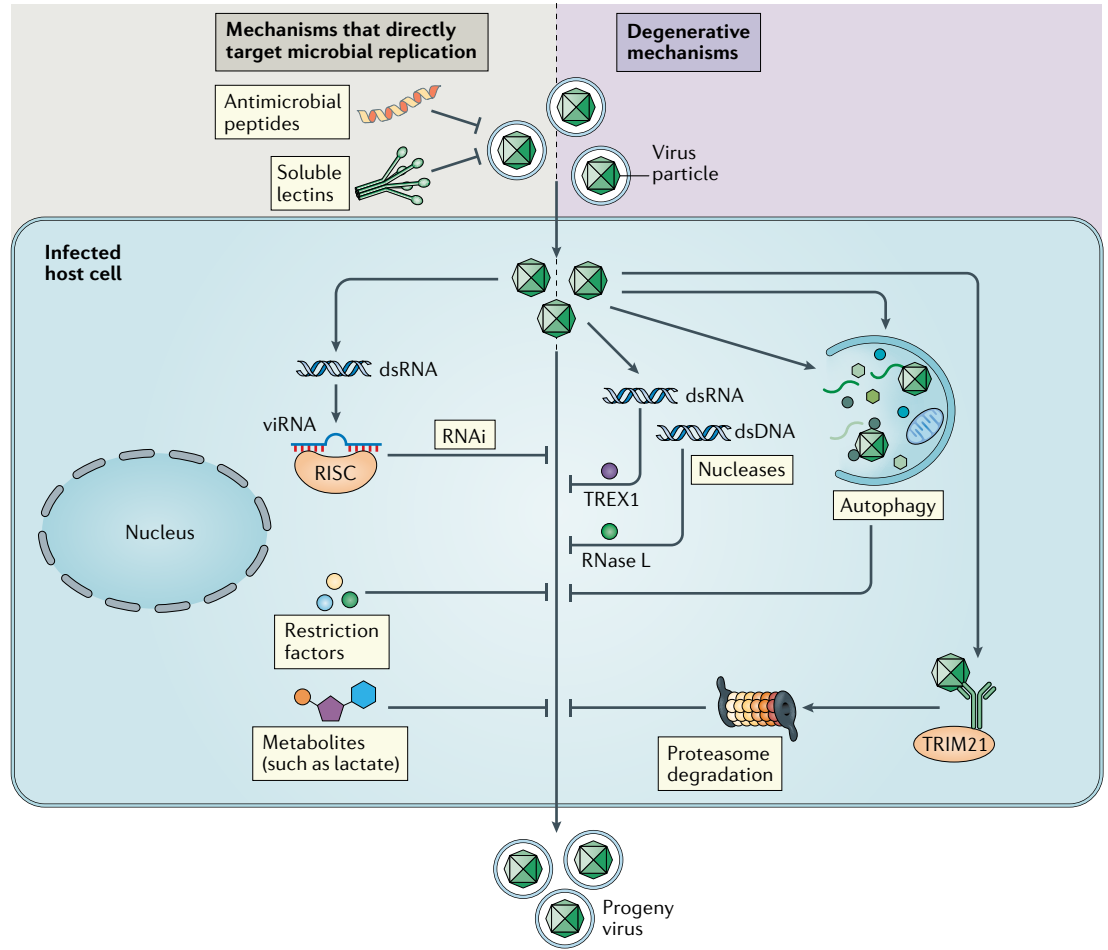 Mechanisms that directly
target microbial replication
Degenerative
mechanisms
Antimicrobial
peptides
Soluble
lectins
Virus
particle
Infected
host cell
dsRNA
viRNA
RISC
RNAi
dsRNA
dsDNA
Nucleases
TREX1
RNase L
Autophagy
Nucleus
Restriction
factors
Metabolites
(such as lactate)
Proteasome
degradation
TRIM21
Progeny
virus